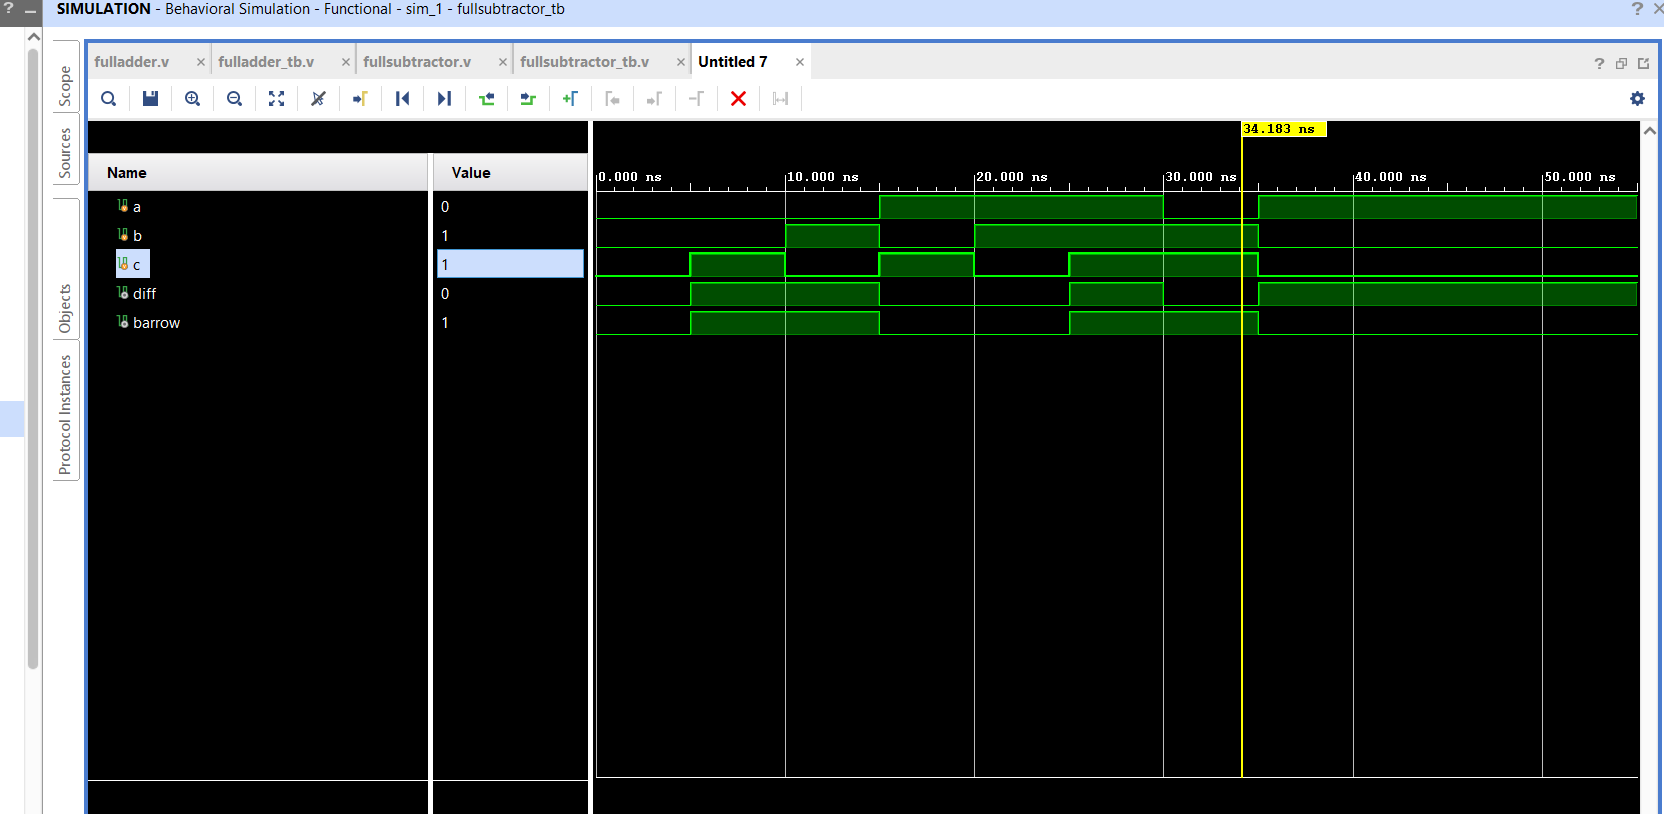 SIMULATION - Behavioral Simulation - Functional - sim_1 - fullsubtractor_tb
fulladder.v
fulladder_tb.v
fullsubtractor.v
fullsubtractor_tb.v
Untitled 7
Scope
Sources
Objects
Protocol Instances
34.183 ns
Name
Value
0.000 ns
10.000 ns
20.000 ns
30.000 ns
40.000 ns
50.000 ns
a
0
b
1
c
1
diff
0
barrow
1